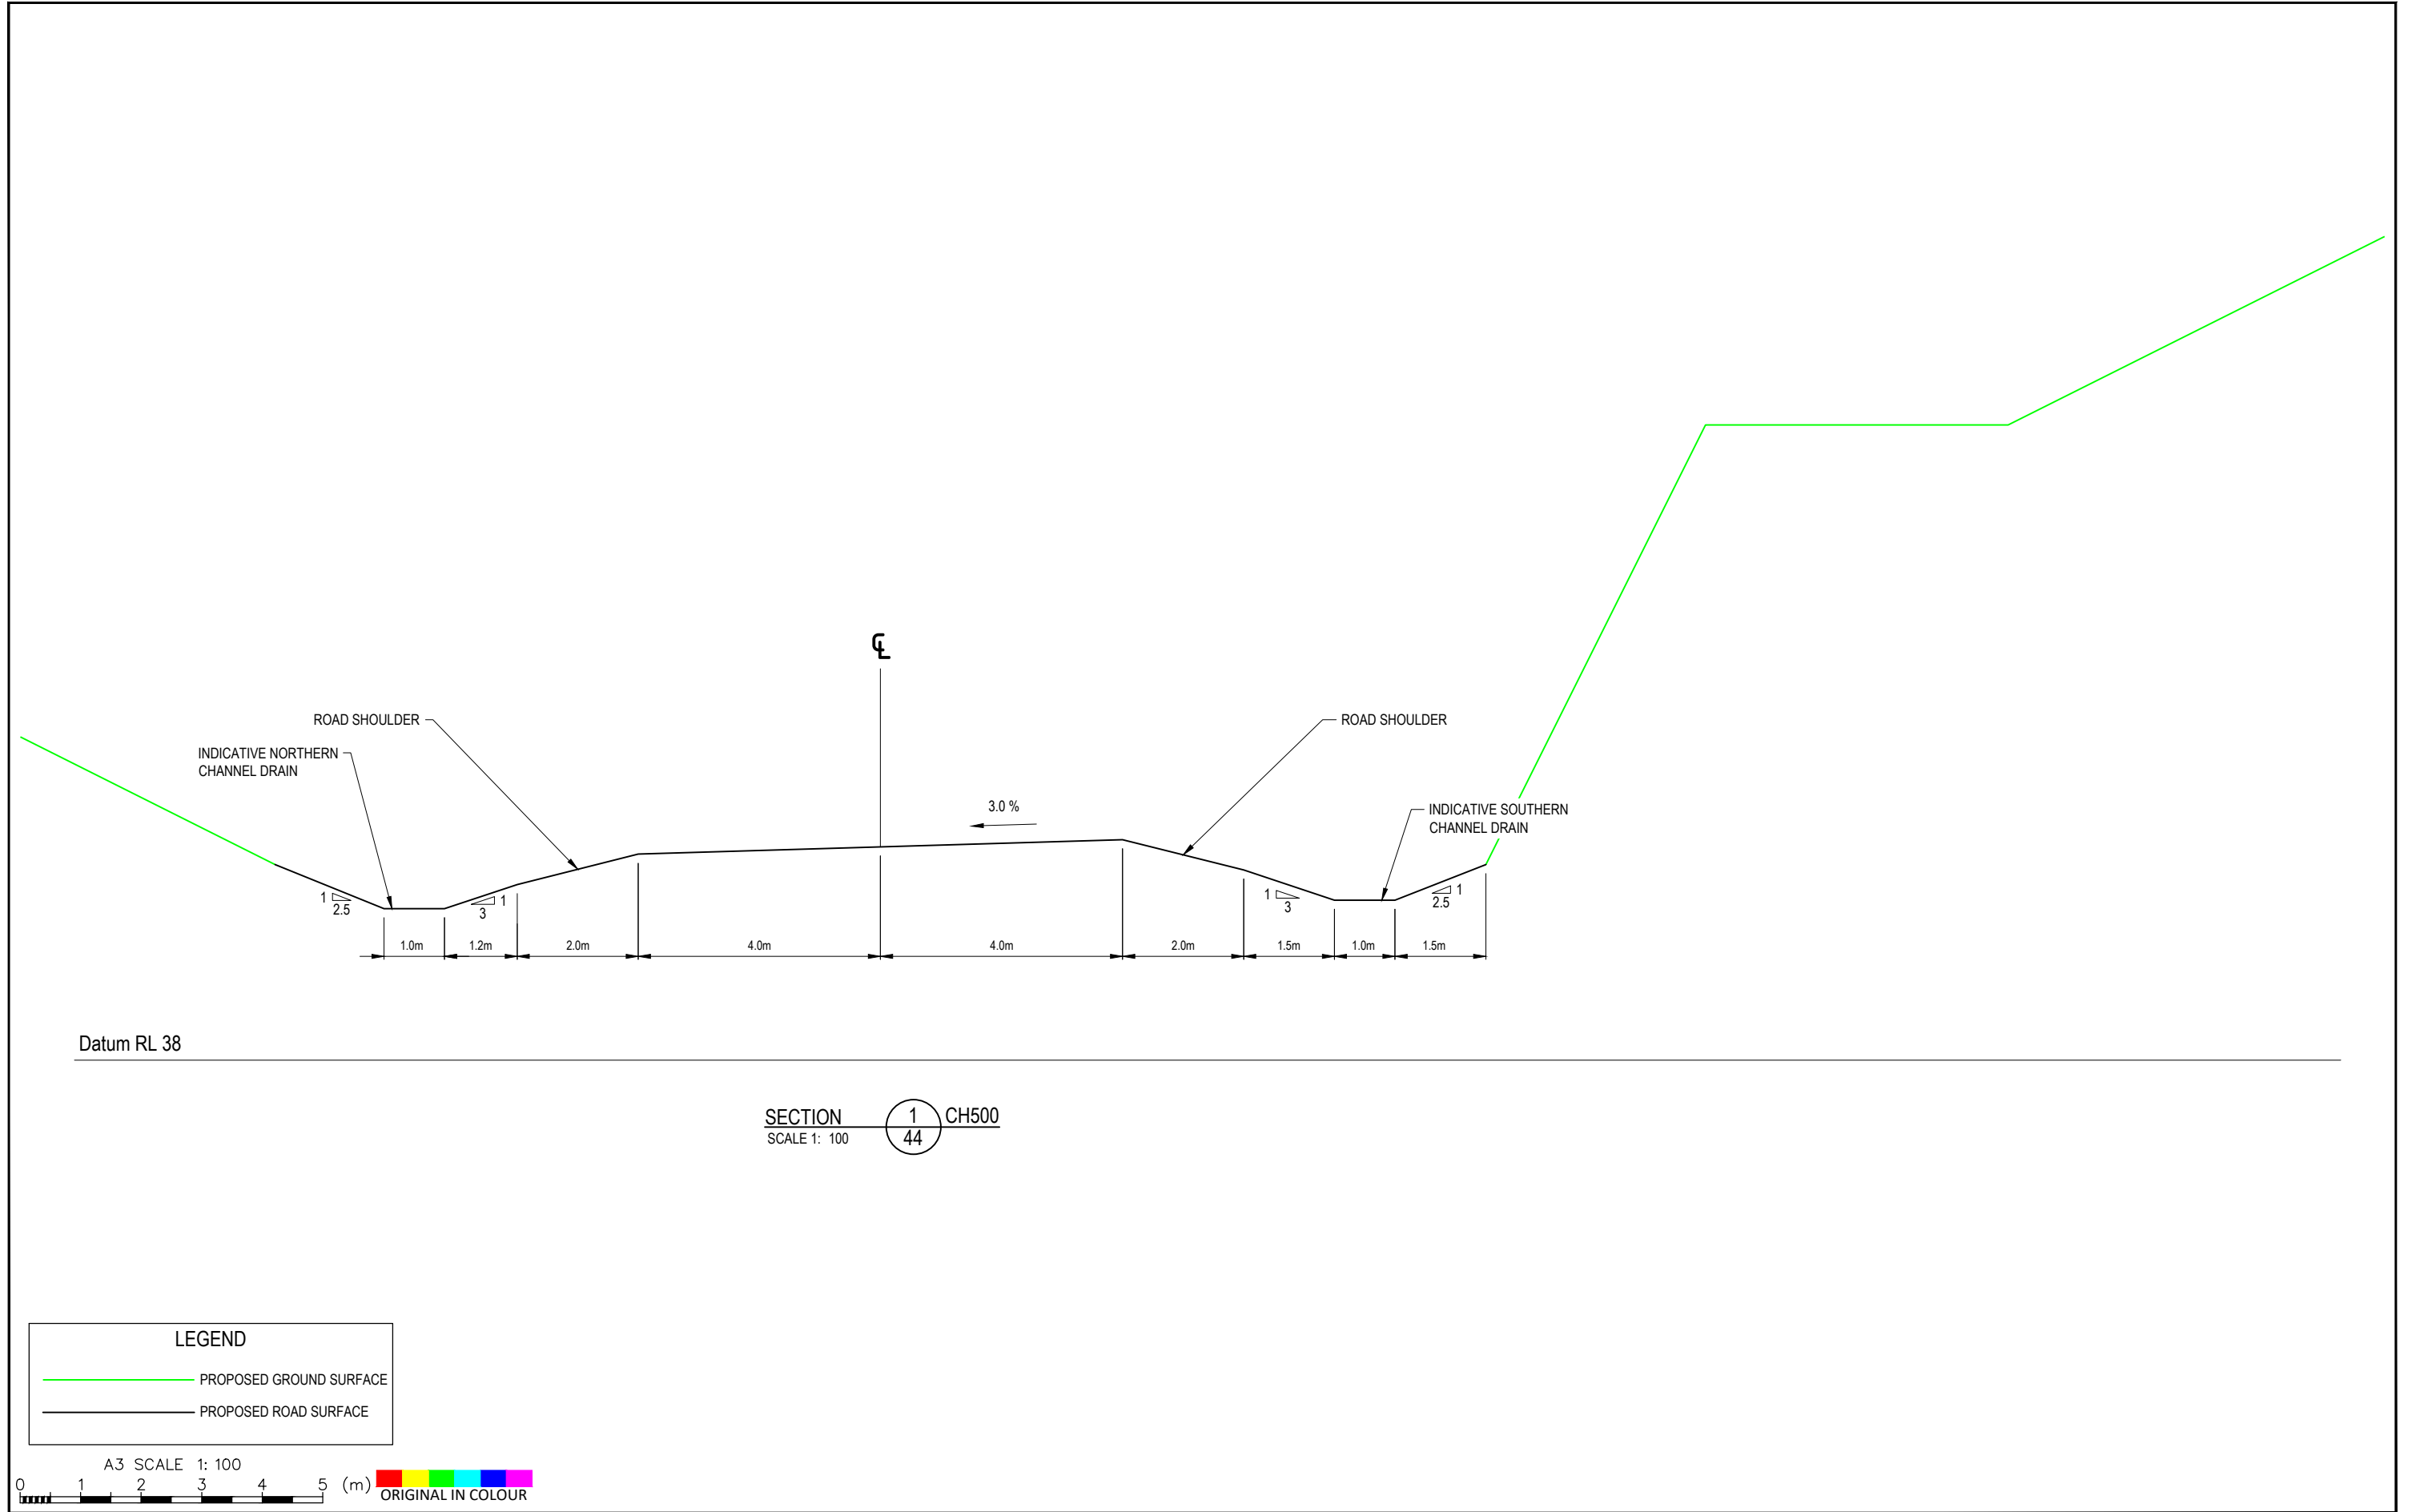 ℄
ROAD SHOULDER
ROAD SHOULDER
INDICATIVE NORTHERN
CHANNEL DRAIN
3.0 %
INDICATIVE SOUTHERN
CHANNEL DRAIN
1
2.5
1
3
1
3
1
2.5
1.0m
1.2m
2.0m
4.0m
4.0m
2.0m
1.5m
1.0m
1.5m
Datum RL 38
SECTION
SCALE 1: 100
1
44
CH500
LEGEND
PROPOSED GROUND SURFACE
PROPOSED ROAD SURFACE
A3 SCALE 1: 100
0 1 2 3 4 5 (m)
ORIGINAL IN COLOUR